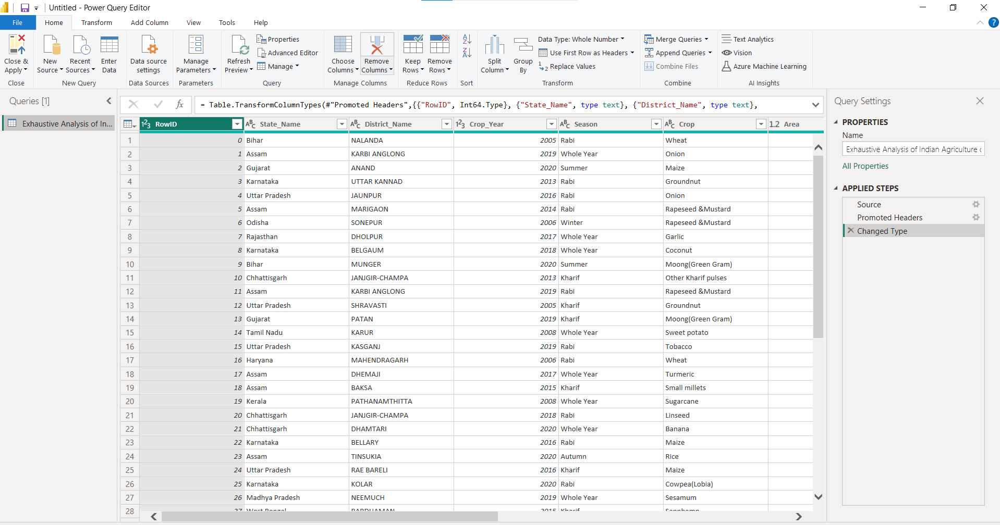 Untitled - Power Query Editor
File Home Transform Add Column View Tools Help
Close & Apply
Close
New Source
Recent Sources
Enter Data
New Query
Data source settings
Data Sources
Manage Parameters
Parameters
Refresh Preview
Properties
Advanced Editor
Manage
Query
Choose Columns
Remove Columns
Manage Columns
Keep Rows
Remove Rows
Reduce Rows
Sort
Split Column
Group By
Data Type: Whole Number
Use First Row as Headers
Replace Values
Transform
Merge Queries
Append Queries
Combine Files
Combine
Text Analytics
Vision
Azure Machine Learning
AI Insights
Queries [1]
Exhaustive Analysis of In...
fx = Table.TransformColumnTypes(#"Promoted Headers",{{"RowID", Int64.Type}, {"State_Name", type text}, {"District_Name", type text},
RowID State_Name District_Name Crop_Year Season Crop 1.2 Area
1 0 Bihar NALANDA 2005 Rabi Wheat
2 1 Assam KARBI ANGLONG 2019 Whole Year Onion
3 2 Gujarat ANAND 2020 Summer Maize
4 3 Karnataka UTTAR KANNAD 2013 Rabi Groundnut
5 4 Uttar Pradesh JAUNPUR 2016 Rabi Onion
6 5 Assam MARIGAON 2014 Rabi Rapeseed &Mustard
7 6 Odisha SONEPUR 2006 Winter Rapeseed &Mustard
8 7 Rajasthan DHOLPUR 2017 Whole Year Garlic
9 8 Karnataka BELGAUM 2018 Whole Year Coconut
10 9 Bihar MUNGER 2020 Summer Moong(Green Gram)
11 10 Chhattisgarh JANJGIR-CHAMPA 2013 Kharif Other Kharif pulses
12 11 Assam KARBI ANGLONG 2019 Rabi Rapeseed &Mustard
13 12 Uttar Pradesh SHRAVASTI 2005 Kharif Groundnut
14 13 Gujarat PATAN 2019 Kharif Moong(Green Gram)
15 14 Tamil Nadu KARUR 2008 Whole Year Sweet potato
16 15 Uttar Pradesh KASGANJ 2019 Rabi Tobacco
17 16 Haryana MAHENDRAGARH 2006 Rabi Wheat
18 17 Assam DHEMAJI 2017 Whole Year Turmeric
19 18 Assam BAKSA 2015 Kharif Small millets
20 19 Kerala PATHANAMTHITTA 2008 Whole Year Sugarcane
21 20 Chhattisgarh JANJGIR-CHAMPA 2018 Rabi Linseed
22 21 Chhattisgarh DHAMTARI 2020 Whole Year Banana
23 22 Karnataka BELLARY 2016 Rabi Maize
24 23 Assam TINSUKIA 2020 Autumn Rice
25 24 Uttar Pradesh RAE BARELI 2016 Kharif Maize
26 25 Karnataka KOLAR 2020 Rabi Cowpea(Lobia)
27 26 Madhya Pradesh NEEMUCH 2019 Whole Year Sesamum
28
Query Settings
PROPERTIES
Name
Exhaustive Analysis of Indian Agriculture
All Properties
APPLIED STEPS
Source
Promoted Headers
Changed Type